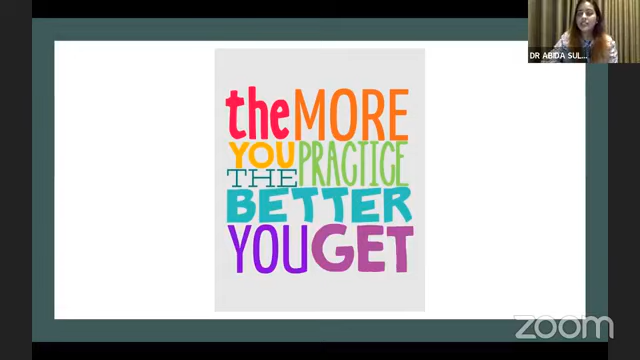 DR ABIDA SUL...
the MORE
YOU PRACTICE
THE
BETTER
YOU GET
zoom